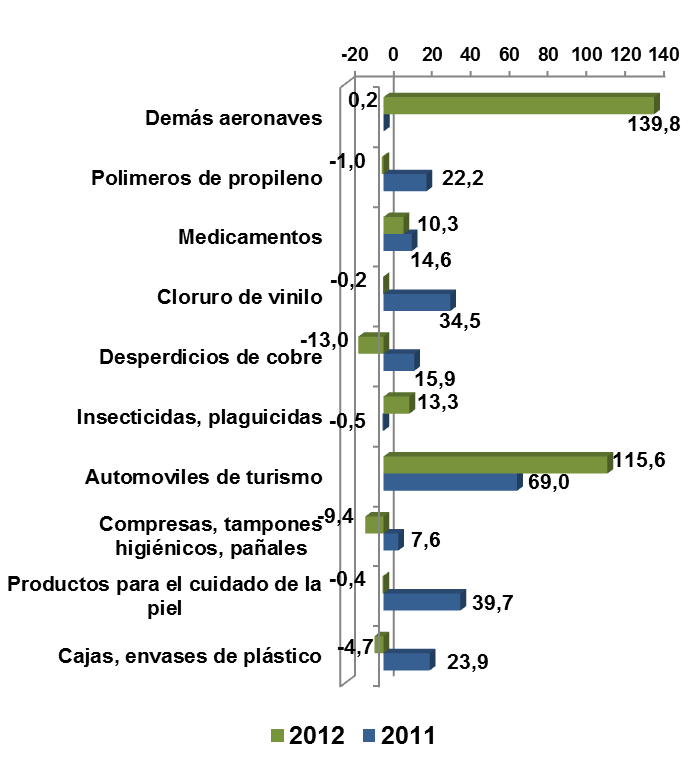 -20 0 20 40 60 80 100 120 140
0,2
Demás aeronaves
139,8
-1,0
Polimeros de propileno 22,2
10,3
Medicamentos
14,6
-0,2
Cloruro de vinilo
34,5
-13,0
Desperdicios de cobre
15,9
13,3
Insecticidas, plaguicidas -0,5
115,6
Automoviles de turismo 69,0
-9,4
Compresas, tampones
higiénicos, pañales 7,6
-0,4
Productos para el cuidado de la
piel
39,7
-4,7
Cajas, envases de plástico 23,9
2012 2011